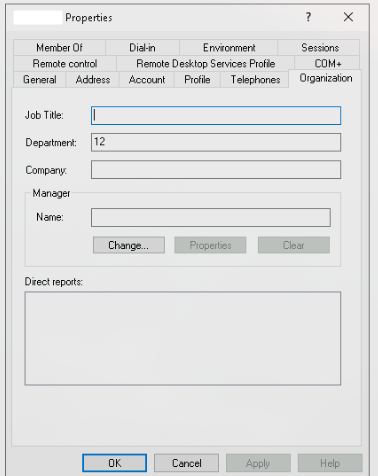 Properties ? X
Member Of Dial-in Environment Sessions
Remote control Remote Desktop Services Profile COM+
General Address Account Profile Telephones Organization
Job Title:
Department: 12
Company:
Manager
Name:
Change... Properties Clear
Direct reports:
OK Cancel Apply Help